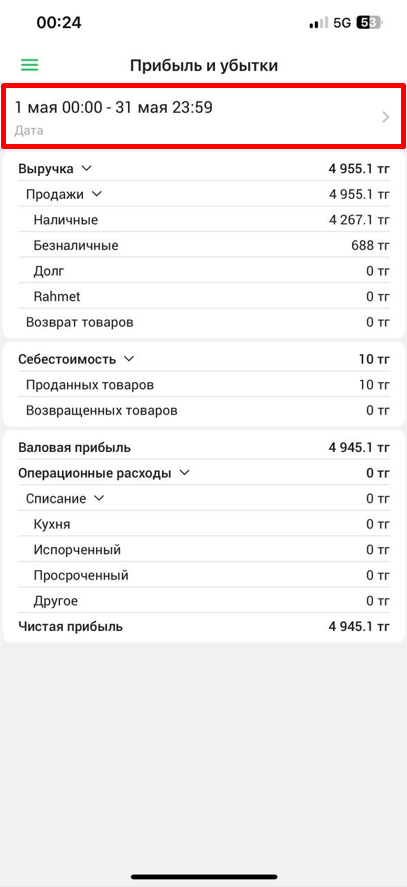 00:24 5G 53
Прибыль и убытки
1 мая 00:00 - 31 мая 23:59
Дата
Выручка 4 955.1 тг
Продажи 4 955.1 тг
Наличные 4 267.1 тг
Безналичные 688 тг
Долг 0 тг
Rahmet 0 тг
Возврат товаров 0 тг
Себестоимость 10 тг
Проданных товаров 10 тг
Возвращенных товаров 0 тг
Валовая прибыль 4 945.1 тг
Операционные расходы 0 тг
Списание 0 тг
Кухня 0 тг
Испорченный 0 тг
Просроченный 0 тг
Другое 0 тг
Чистая прибыль 4 945.1 тг